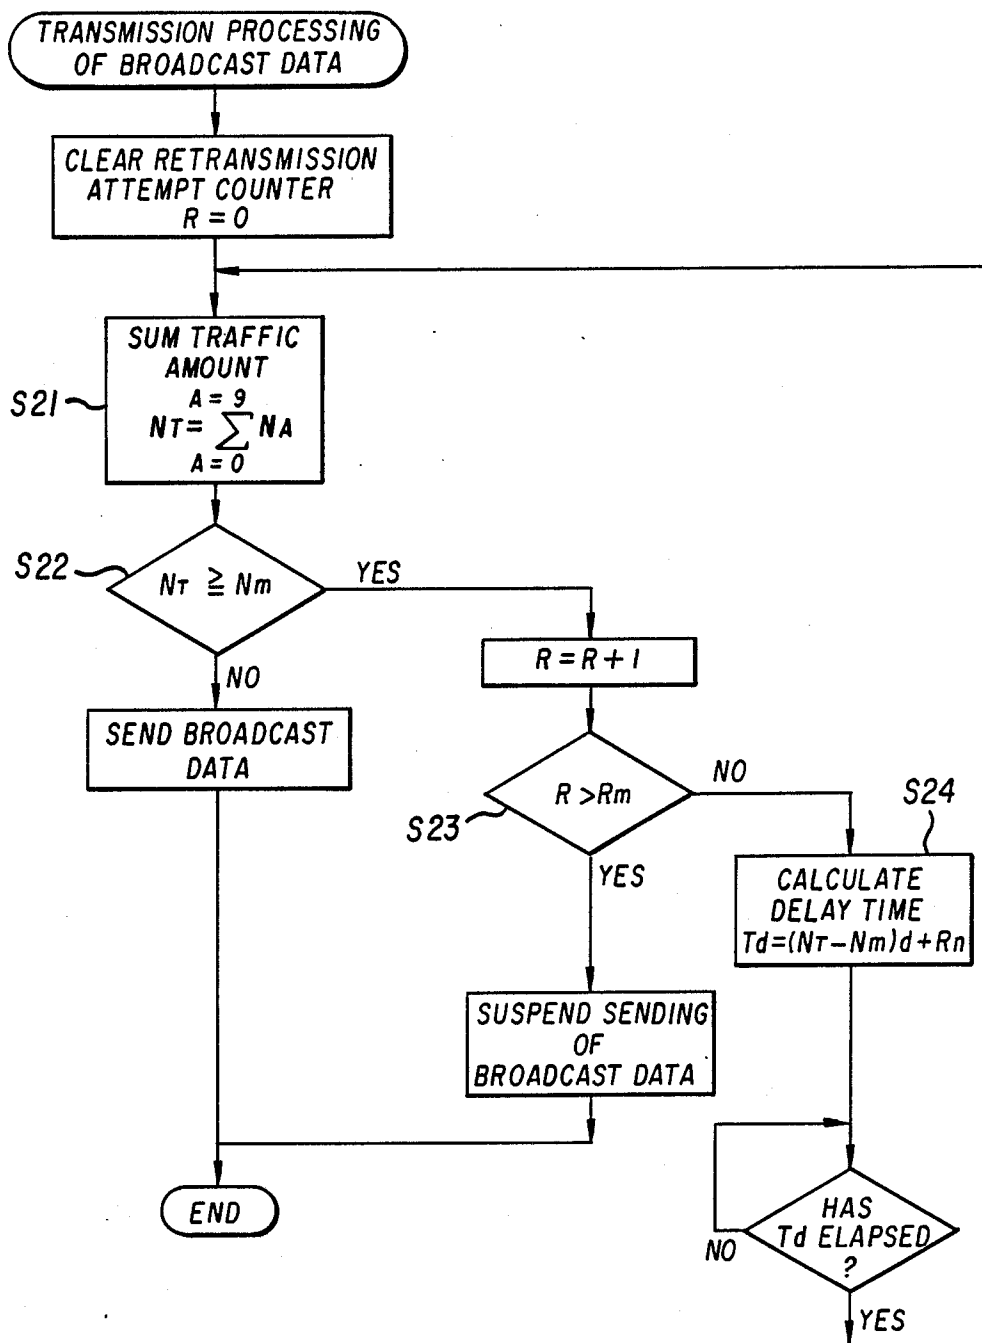 TRANSMISSION PROCESSING
OF BROADCAST DATA
CLEAR RETRANSMISSION
ATTEMPT COUNTER
R = 0
SUM TRAFFIC
AMOUNT
A = 9
NT = ∑ NA
A = 0
S21
S22
NT ≧ Nm
YES
NO
R = R + 1
SEND BROADCAST
DATA
R > Rm
NO
S23
S24
YES
CALCULATE
DELAY TIME
Td=(NT-Nm)d+Rn
SUSPEND SENDING
OF
BROADCAST DATA
END
HAS
Td ELAPSED
?
NO
YES